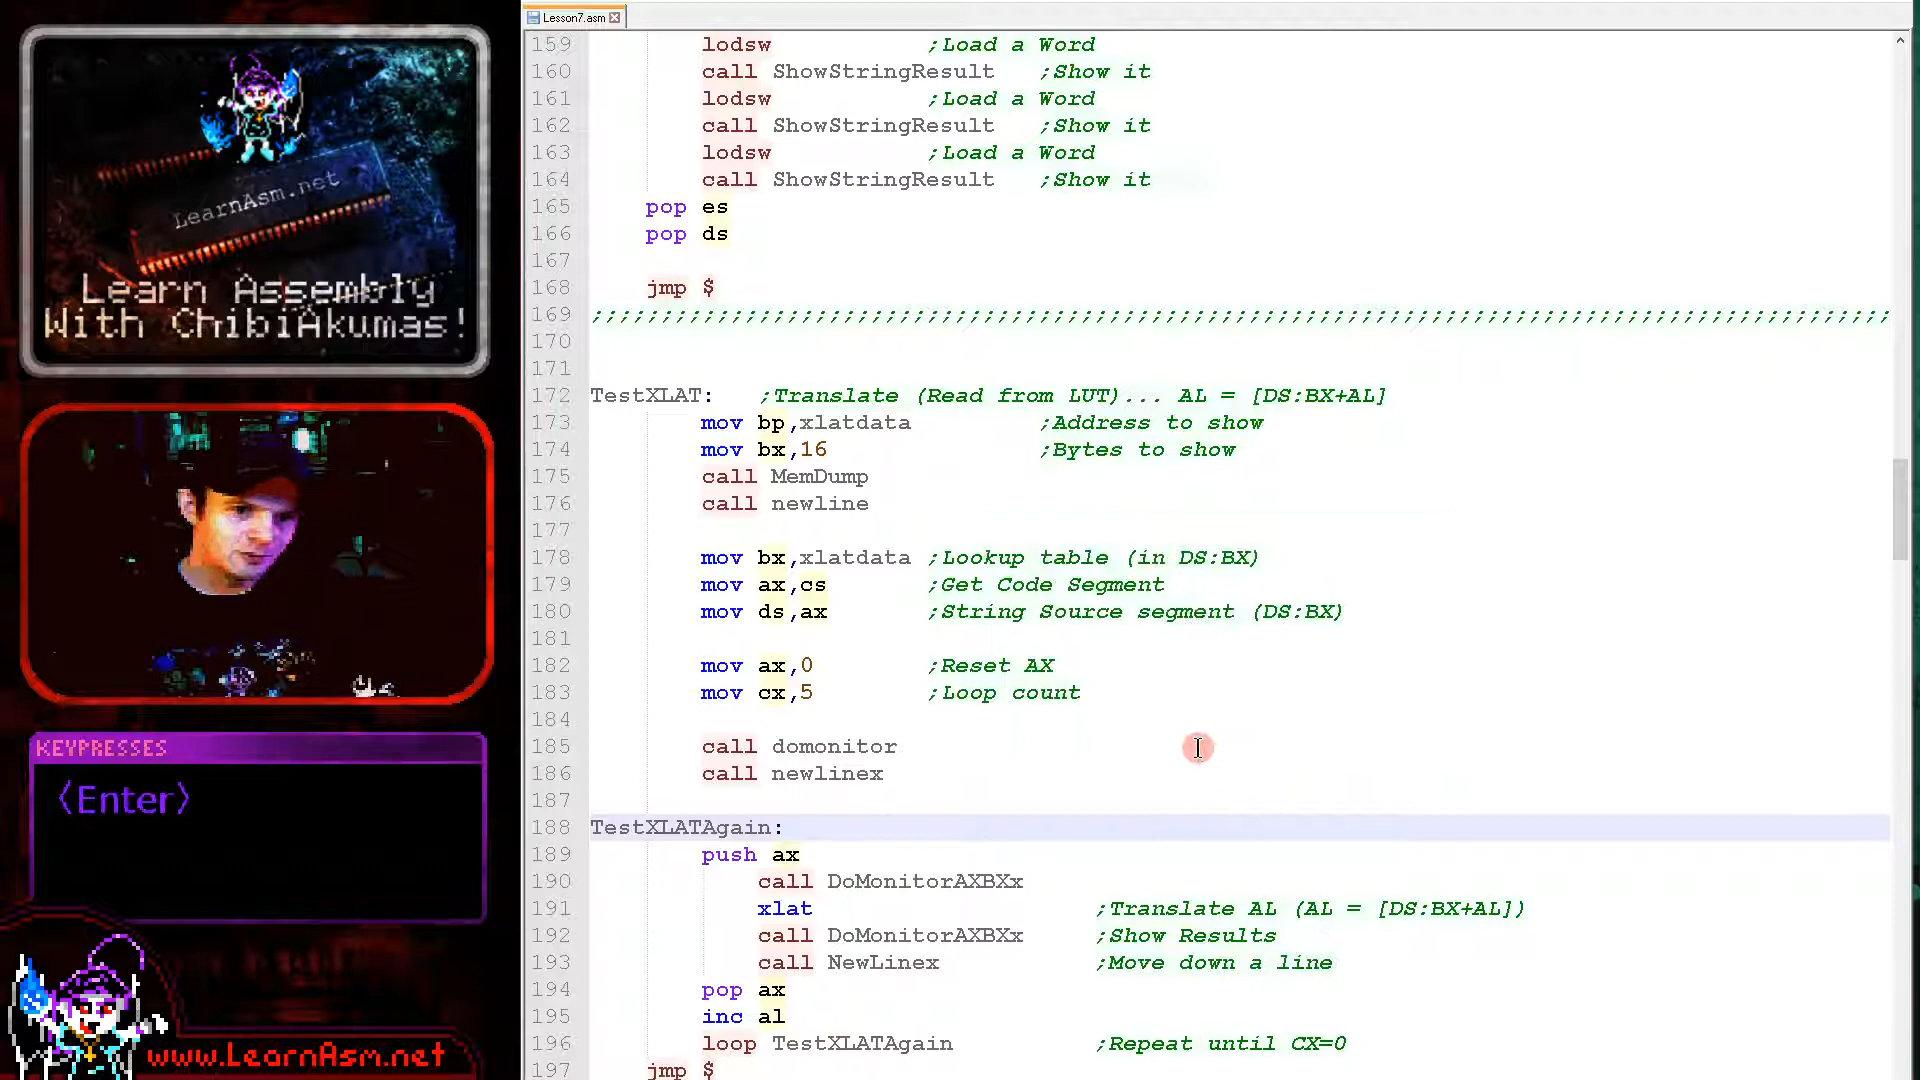 LearnAsm.net
Learn Assembly
With ChibiAkumas!
KEYPRESSES
〈Enter〉
www.LearnAsm.net
Lesson7.asm
159 lodsw ;Load a Word
160 call ShowStringResult ;Show it
161 lodsw ;Load a Word
162 call ShowStringResult ;Show it
163 lodsw ;Load a Word
164 call ShowStringResult ;Show it
165 pop es
166 pop ds
167
168 jmp $
169 ;;;;;;;;;;;;;;;;;;;;;;;;;;;;;;;;;;;;;;;;;;;;;;;;;;;;;;;;;;;;;;;;;;;;;;;;;;;;;;;;;;;;;;;;;;;;;
170
171
172 TestXLAT: ;Translate (Read from LUT)... AL = [DS:BX+AL]
173 mov bp,xlatdata ;Address to show
174 mov bx,16 ;Bytes to show
175 call MemDump
176 call newline
177
178 mov bx,xlatdata ;Lookup table (in DS:BX)
179 mov ax,cs ;Get Code Segment
180 mov ds,ax ;String Source segment (DS:BX)
181
182 mov ax,0 ;Reset AX
183 mov cx,5 ;Loop count
184
185 call domonitor
186 call newlinex
187
188 TestXLATAgain:
189 push ax
190 call DoMonitorAXBXx
191 xlat ;Translate AL (AL = [DS:BX+AL])
192 call DoMonitorAXBXx ;Show Results
193 call NewLinex ;Move down a line
194 pop ax
195 inc al
196 loop TestXLATAgain ;Repeat until CX=0
197 jmp $